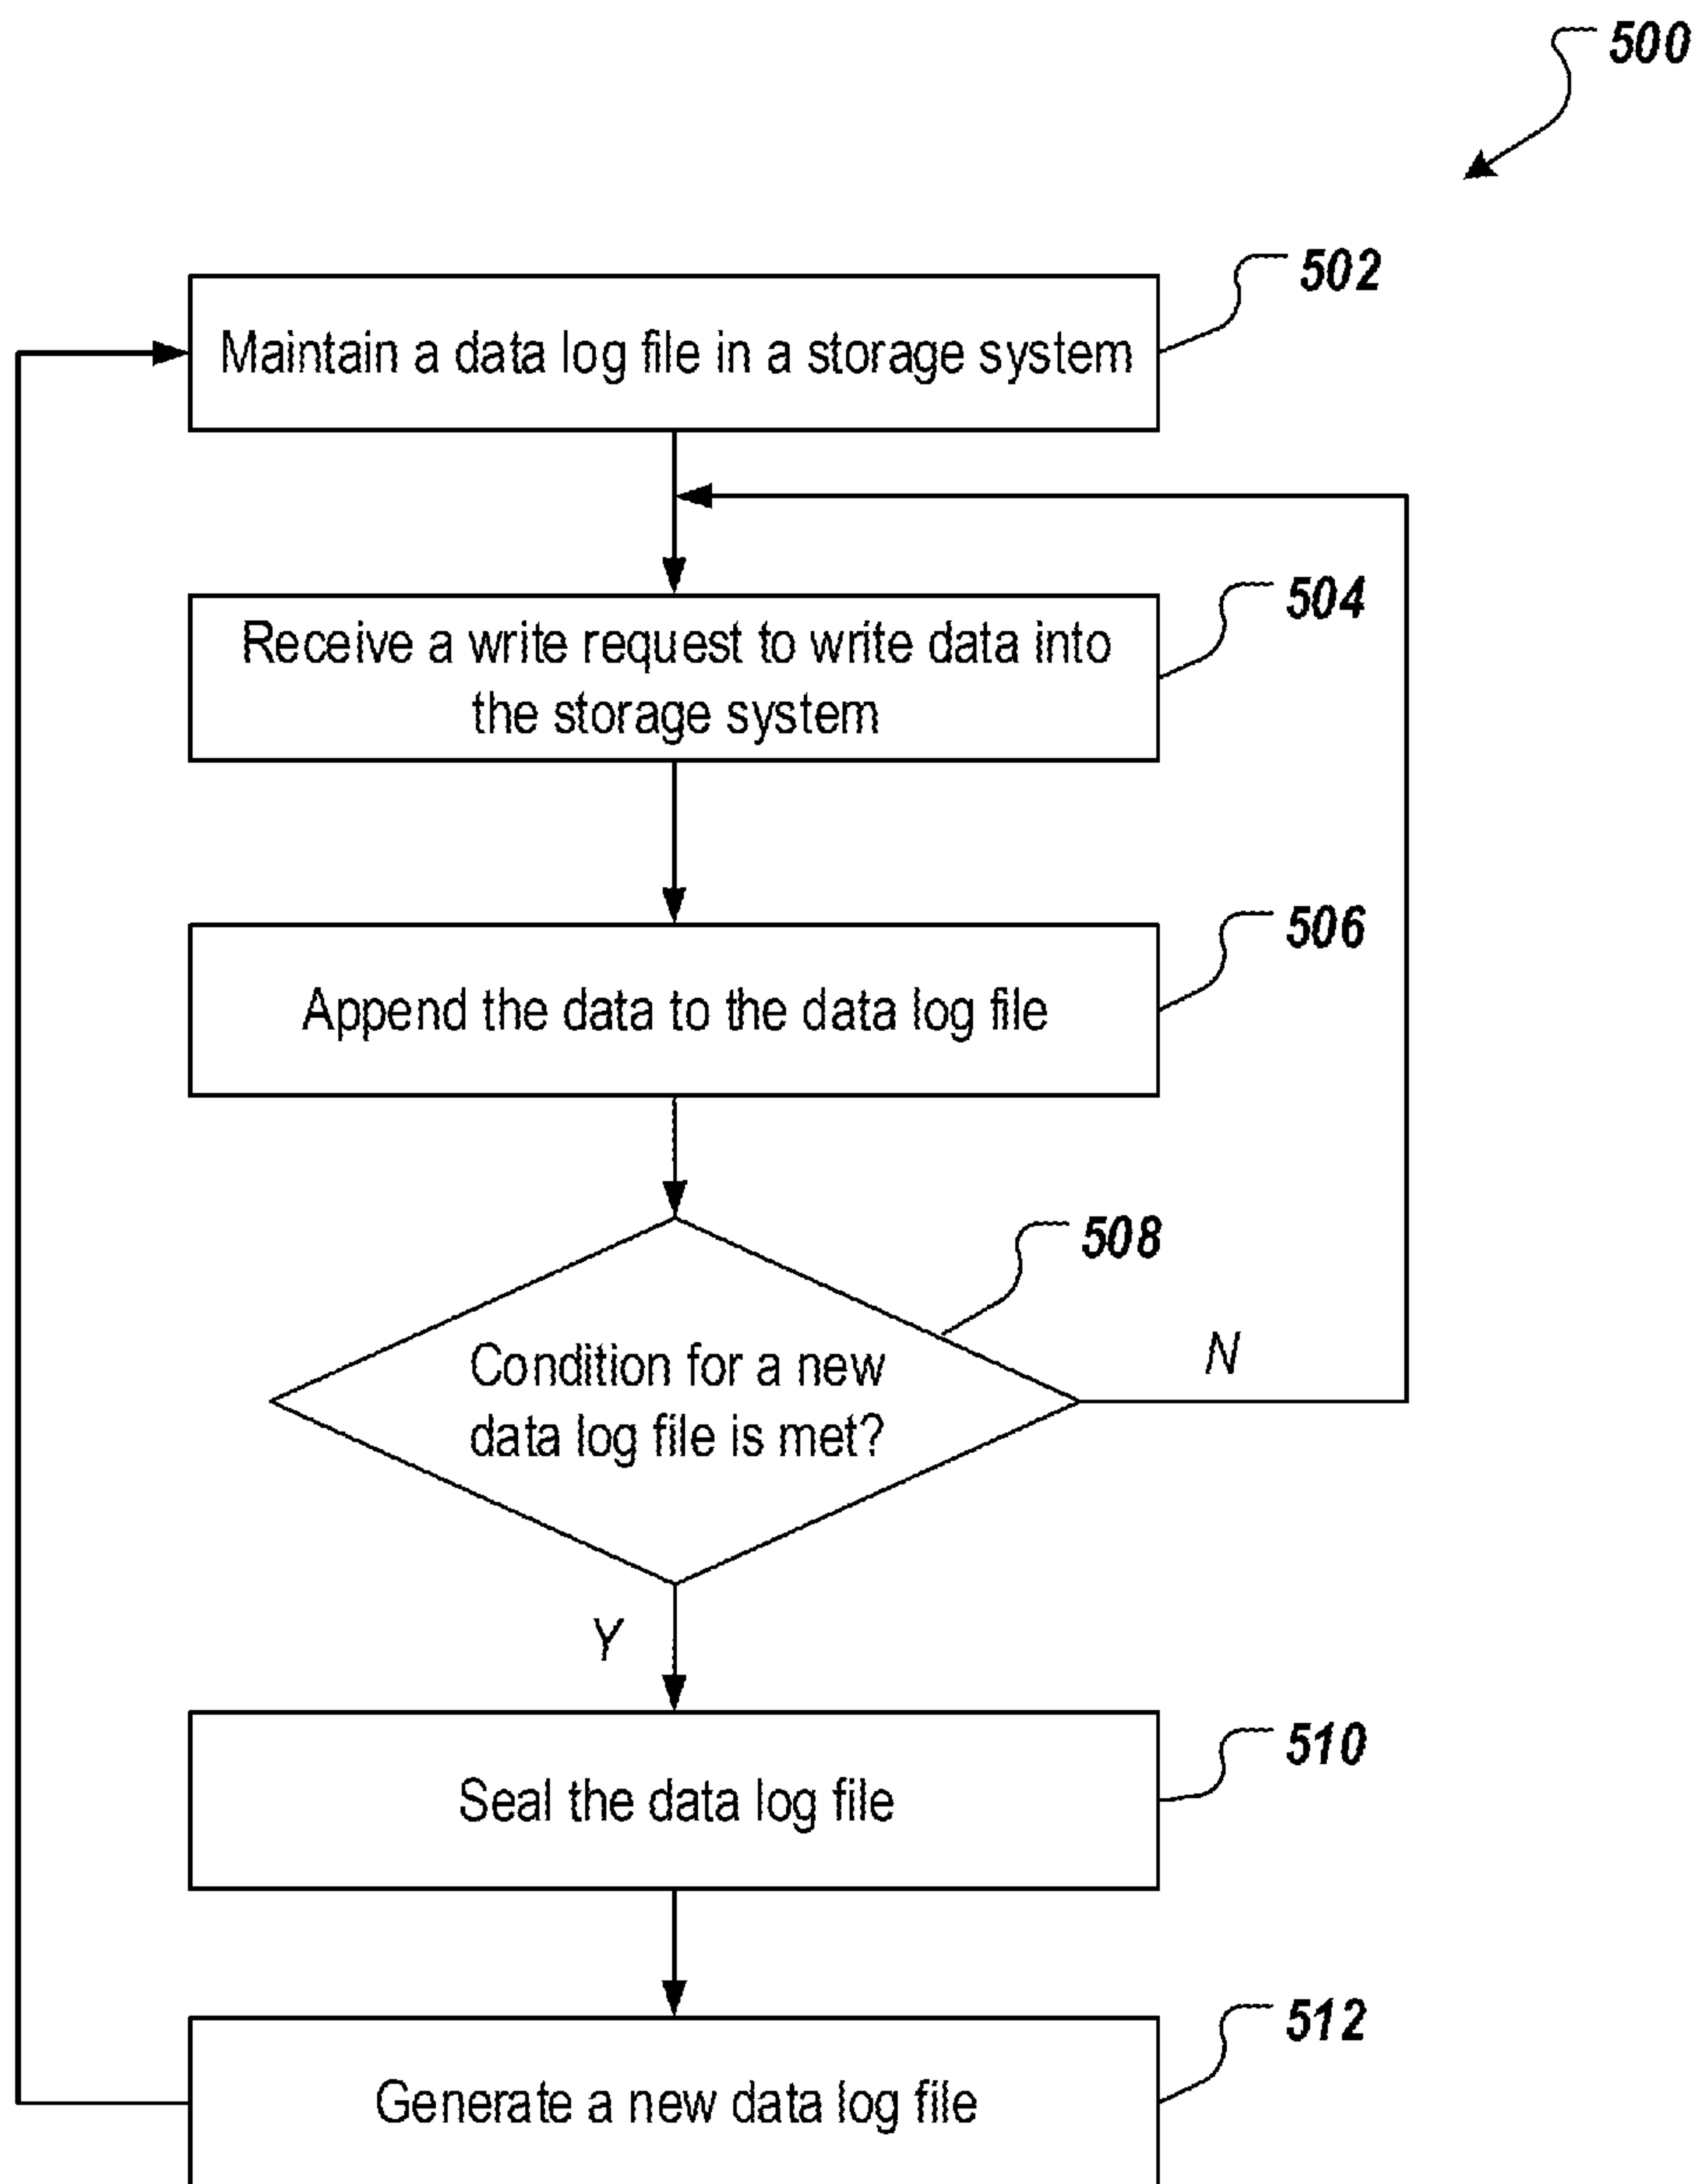 500
502
Maintain a data log file in a storage system
504
Receive a write request to write data into
the storage system
506
Append the data to the data log file
508
Condition for a new
data log file is met?
N
Y
510
Seal the data log file
512
Generate a new data log file